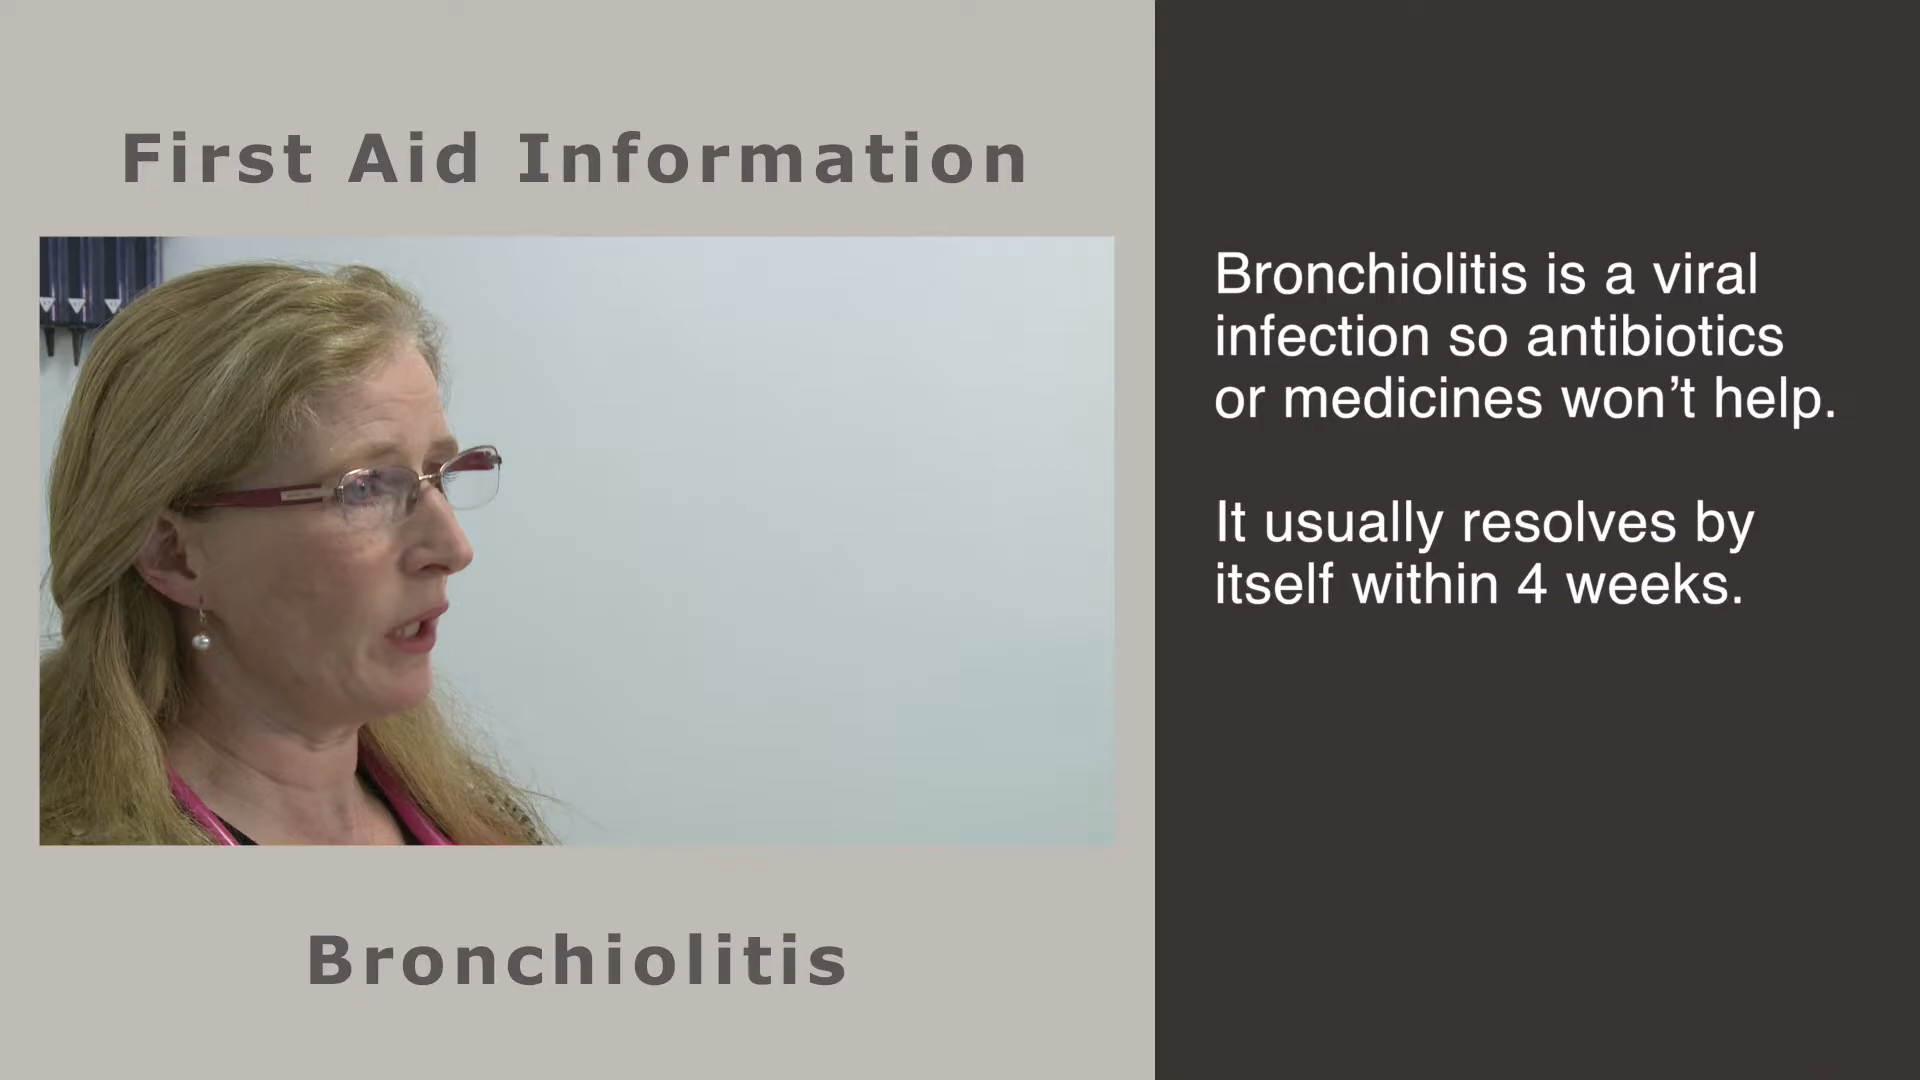 First Aid Information
Bronchiolitis is a viral
infection so antibiotics
or medicines won’t help.
It usually resolves by
itself within 4 weeks.
Bronchiolitis